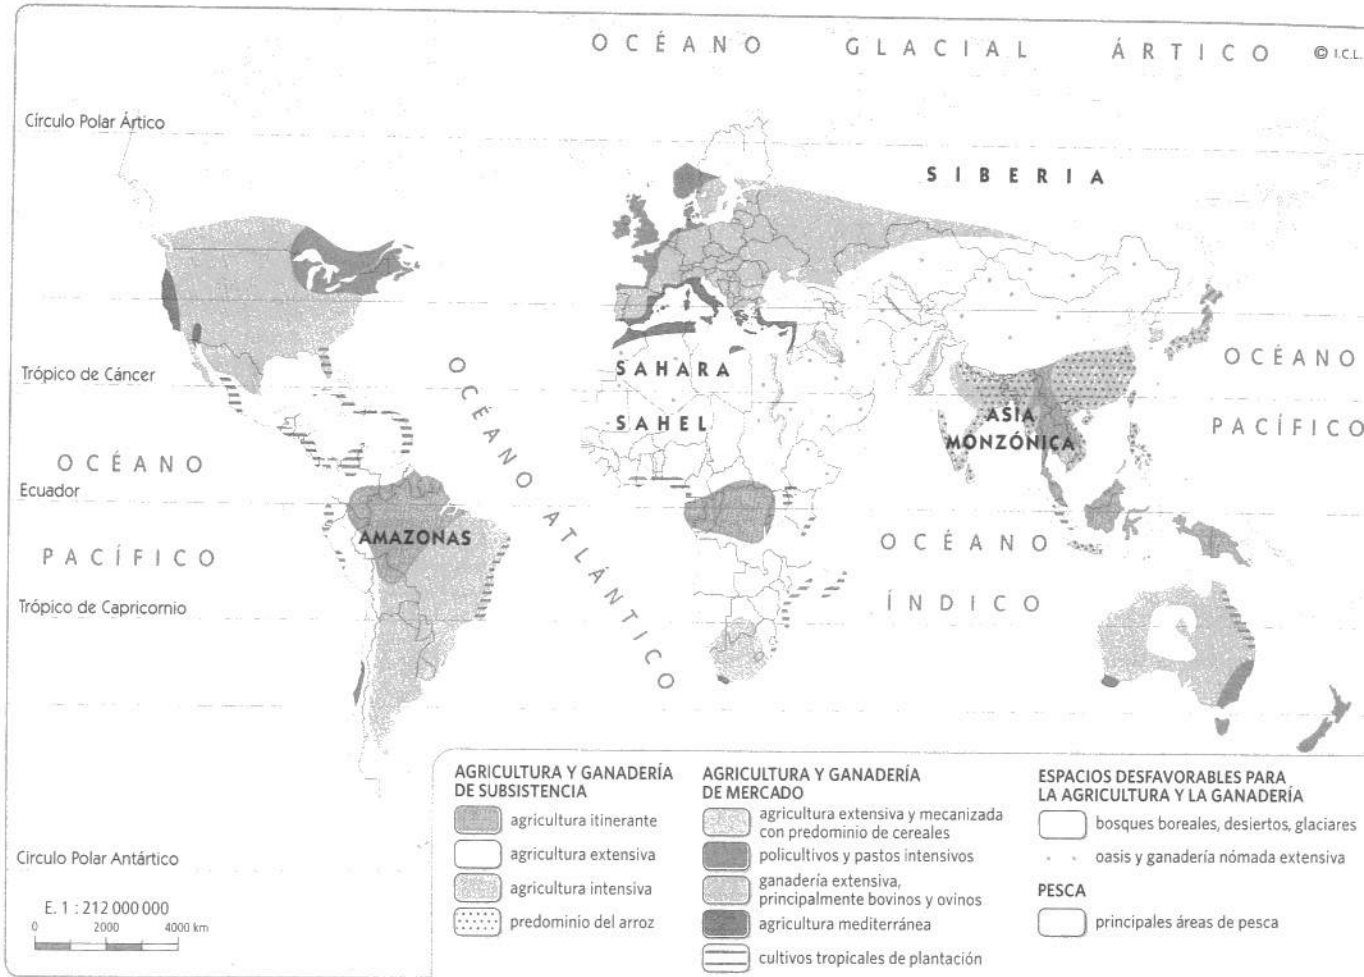 OCÉANO GLACIAL ÁRTICO © I.C.L.
Círculo Polar Ártico
SIBERIA
SAHARA
SAHEL
ASIA
MONZÓNICA
Trópico de Cáncer
OCÉANO
PACÍFICO
OCÉANO ATLÁNTICO
OCÉANO
PACÍFICO
Ecuador
AMAZONAS
OCÉANO
ÍNDICO
Trópico de Capricornio
Círculo Polar Antártico
E. 1 : 212 000 000
0 2000 4000 km
AGRICULTURA Y GANADERÍA
DE SUBSISTENCIA
agricultura itinerante
agricultura extensiva
agricultura intensiva
predominio del arroz
AGRICULTURA Y GANADERÍA
DE MERCADO
agricultura extensiva y mecanizada
con predominio de cereales
policultivos y pastos intensivos
ganadería extensiva,
principalmente bovinos y ovinos
agricultura mediterránea
cultivos tropicales de plantación
ESPACIOS DESFAVORABLES PARA
LA AGRICULTURA Y LA GANADERÍA
bosques boreales, desiertos, glaciares
oasis y ganadería nómada extensiva
PESCA
principales áreas de pesca